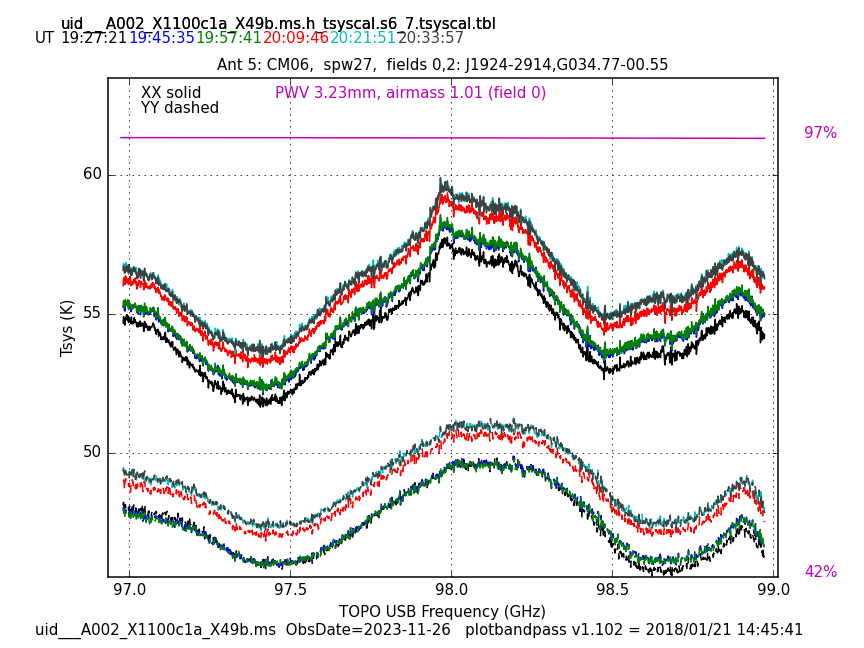 uid___A002_X1100c1a_X49b.ms.h_tsyscal.s6_7.tsyscal.tbl
UT 19:27:21 19:45:35 19:57:41 20:09:46 20:21:51 20:33:57
Ant 5: CM06, spw27, fields 0,2: J1924-2914,G034.77-00.55
XX solid PWV 3.23mm, airmass 1.01 (field 0)
YY dashed
97%
60
55
50
Tsys (K)
42%
97.0 97.5 98.0 98.5 99.0
TOPO USB Frequency (GHz)
uid___A002_X1100c1a_X49b.ms ObsDate=2023-11-26 plotbandpass v1.102 = 2018/01/21 14:45:41